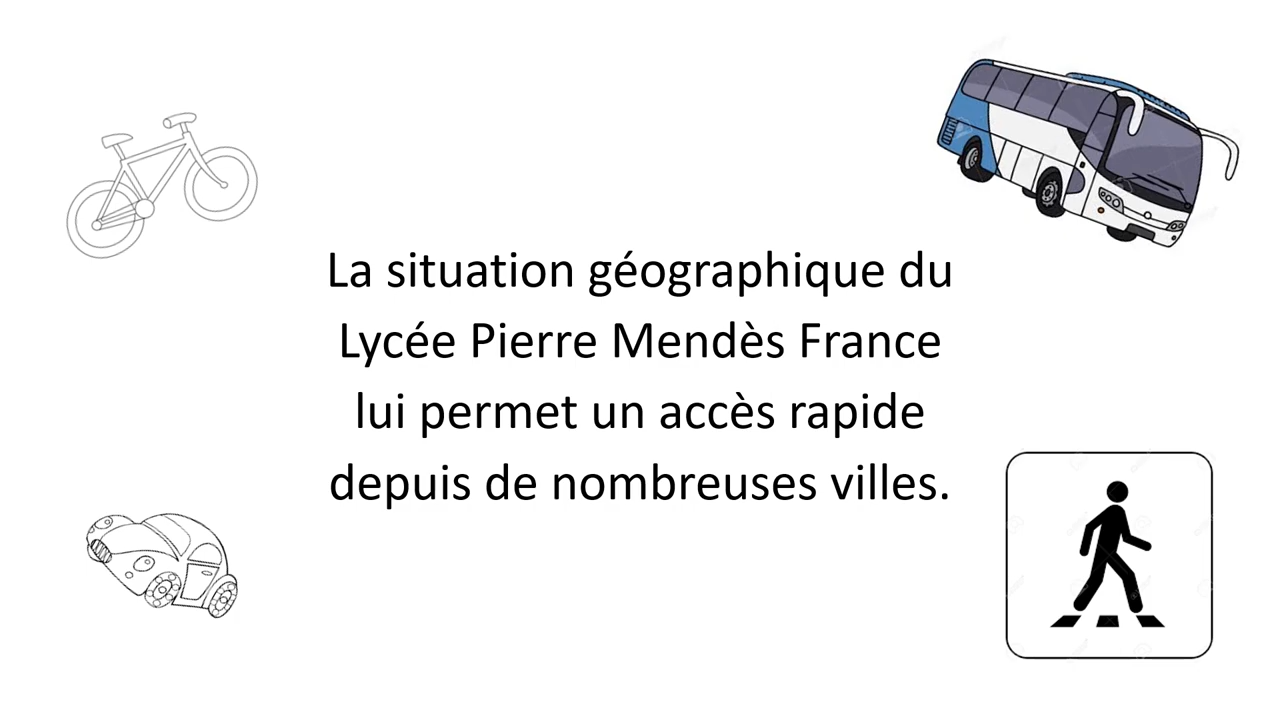 La situation géographique du
Lycée Pierre Mendès France
lui permet un accès rapide
depuis de nombreuses villes.